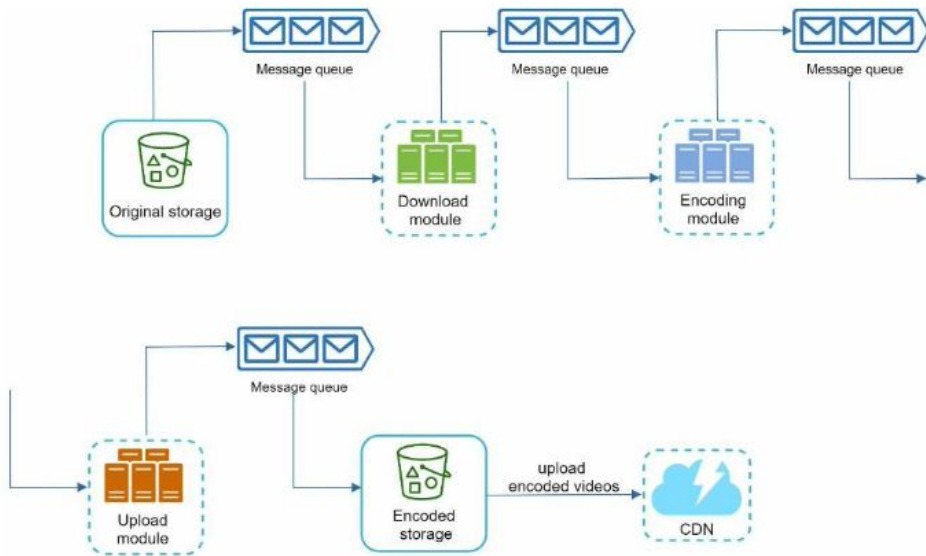 Message queue
Message queue
Message queue
Original storage
Download
module
Encoding
module
Message queue
Upload
module
Encoded
storage
upload
encoded videos
CDN